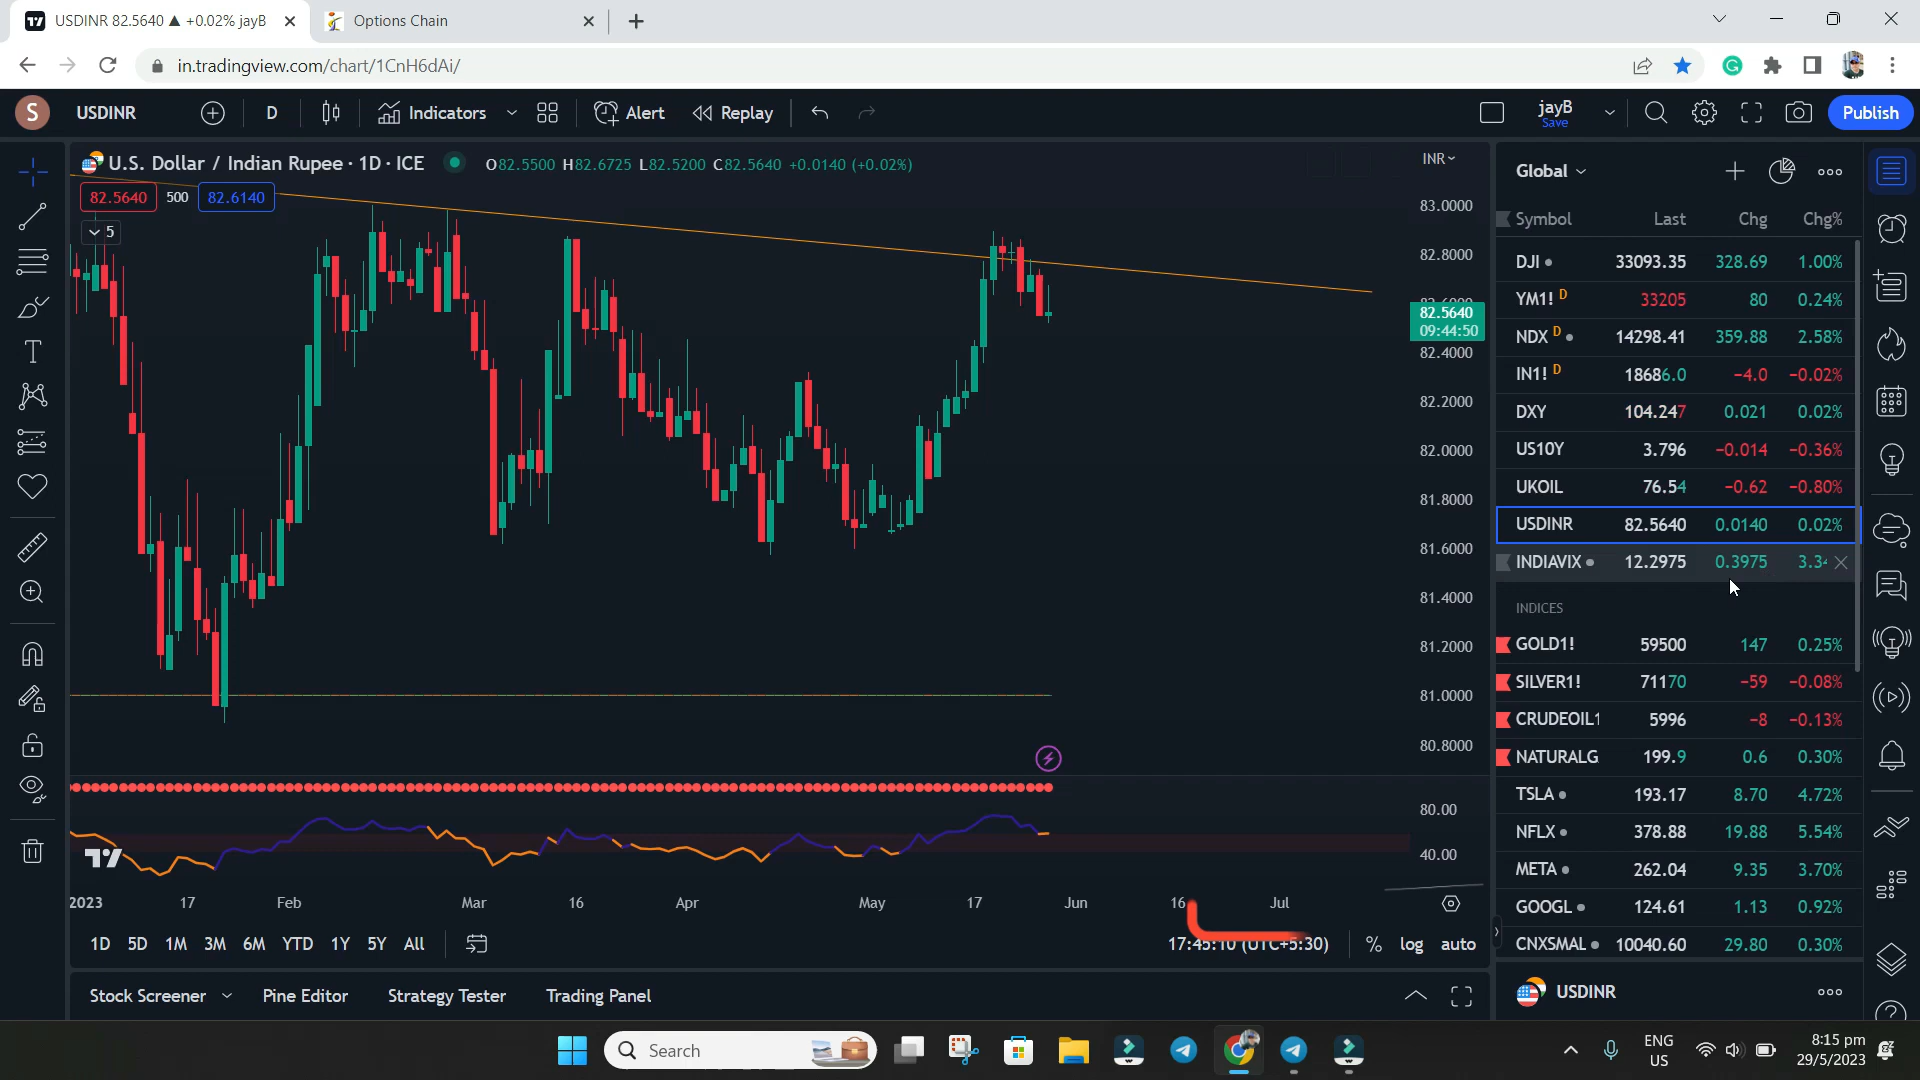 USDINR 82.5640 ▲ +0.02% jayB
Options Chain
in.tradingview.com/chart/1CnH6dAi/
S
USDINR
D
Indicators
Alert
Replay
jayB
Save
Publish
U.S. Dollar / Indian Rupee · 1D · ICE
O82.5500 H82.6725 L82.5200 C82.5640 +0.0140 (+0.02%)
INR
82.5640
500
82.6140
5
83.0000
82.8000
82.5640
09:44:50
82.4000
82.2000
82.0000
81.8000
81.6000
81.4000
81.2000
81.0000
80.8000
80.00
40.00
2023
17
Feb
Mar
16
Apr
May
17
Jun
16
Jul
1D 5D 1M 3M 6M YTD 1Y 5Y All
17:45:10 (UTC+5:30)
% log auto
Stock Screener
Pine Editor
Strategy Tester
Trading Panel
Global
Symbol Last Chg Chg%
DJI 33093.35 328.69 1.00%
YM1! D 33205 80 0.24%
NDX D 14298.41 359.88 2.58%
IN1! D 18686.0 −4.0 −0.02%
DXY 104.247 0.021 0.02%
US10Y 3.796 −0.014 −0.36%
UKOIL 76.54 −0.62 −0.80%
USDINR 82.5640 0.0140 0.02%
INDIAVIX 12.2975 0.3975 3.34
INDICES
GOLD1! 59500 147 0.25%
SILVER1! 71170 −59 −0.08%
CRUDEOIL1 5996 −8 −0.13%
NATURALG 199.9 0.6 0.30%
TSLA 193.17 8.70 4.72%
NFLX 378.88 19.88 5.54%
META 262.04 9.35 3.70%
GOOGL 124.61 1.13 0.92%
CNXSMAL 10040.60 29.80 0.30%
USDINR
Search
ENG
US
8:15 pm
29/5/2023